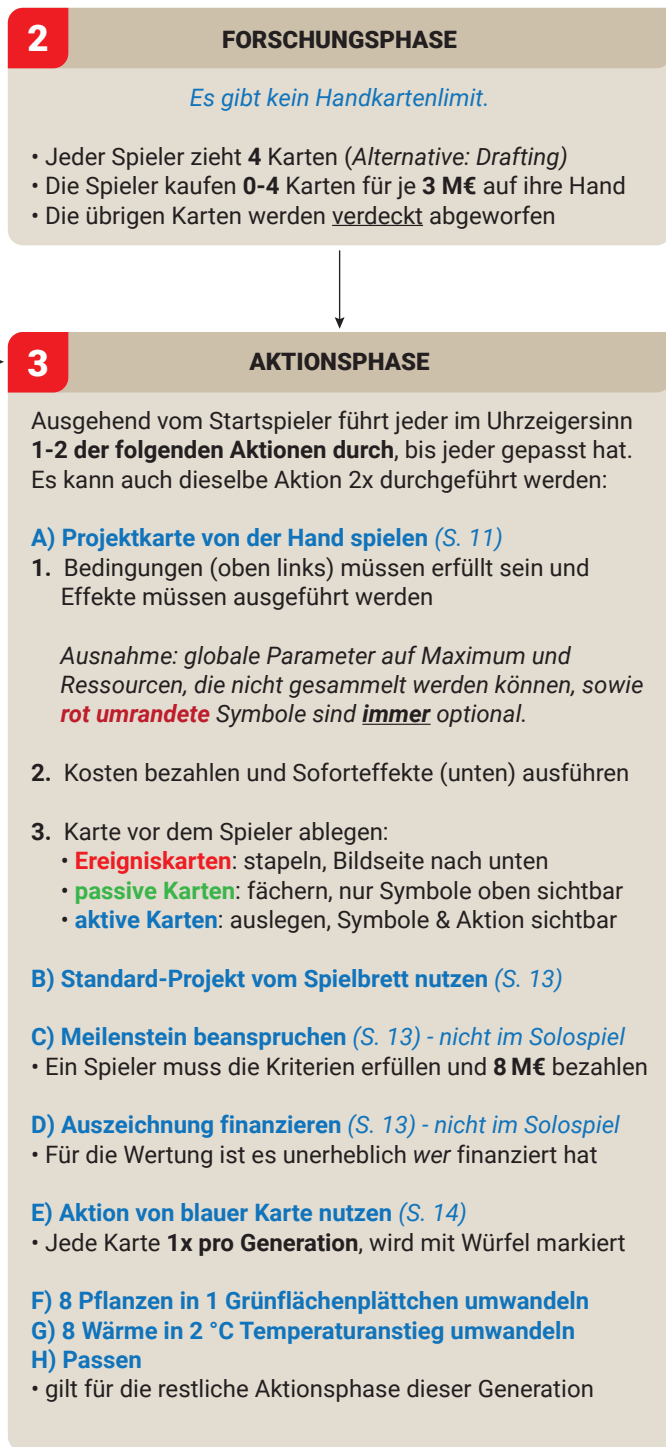 2 FORSCHUNGSPHASE
Es gibt kein Handkartenlimit.
• Jeder Spieler zieht 4 Karten (Alternative: Drafting)
• Die Spieler kaufen 0-4 Karten für je 3 M€ auf ihre Hand
• Die übrigen Karten werden verdeckt abgeworfen
3 AKTIONSPHASE
Ausgehend vom Startspieler führt jeder im Uhrzeigersinn
1-2 der folgenden Aktionen durch, bis jeder gepasst hat.
Es kann auch dieselbe Aktion 2x durchgeführt werden:
A) Projektkarte von der Hand spielen (S. 11)
1. Bedingungen (oben links) müssen erfüllt sein und
Effekte müssen ausgeführt werden
Ausnahme: globale Parameter auf Maximum und
Ressourcen, die nicht gesammelt werden können, sowie
rot umrandete Symbole sind immer optional.
2. Kosten bezahlen und Soforteffekte (unten) ausführen
3. Karte vor dem Spieler ablegen:
• Ereigniskarten: stapeln, Bildseite nach unten
• passive Karten: fächern, nur Symbole oben sichtbar
• aktive Karten: auslegen, Symbole & Aktion sichtbar
B) Standard-Projekt vom Spielbrett nutzen (S. 13)
C) Meilenstein beanspruchen (S. 13) - nicht im Solospiel
• Ein Spieler muss die Kriterien erfüllen und 8 M€ bezahlen
D) Auszeichnung finanzieren (S. 13) - nicht im Solospiel
• Für die Wertung ist es unerheblich wer finanziert hat
E) Aktion von blauer Karte nutzen (S. 14)
• Jede Karte 1x pro Generation, wird mit Würfel markiert
F) 8 Pflanzen in 1 Grünflächenplättchen umwandeln
G) 8 Wärme in 2 °C Temperaturanstieg umwandeln
H) Passen
• gilt für die restliche Aktionsphase dieser Generation